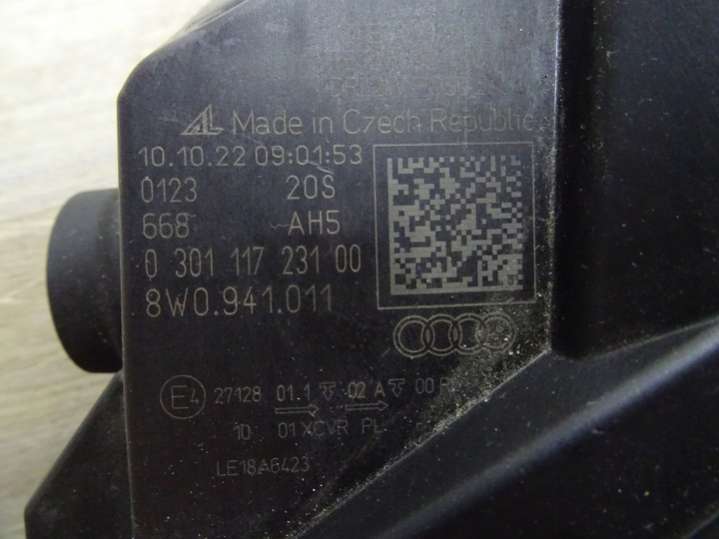 AL Made in Czech Republic
10.10.22 09:01:53
0123 20S
668 AH5
0 301 117 231 00
8W0.941.011
E4 27128 01.1 02 A 00
10 01 XCVR PL
LE18A6423